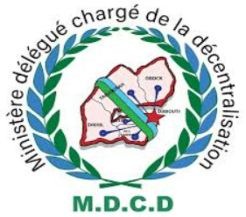 Ministère délégué chargé de la décentralisation
OBOCK
DJIBOUTI
DIKHIL
M.D.C.D